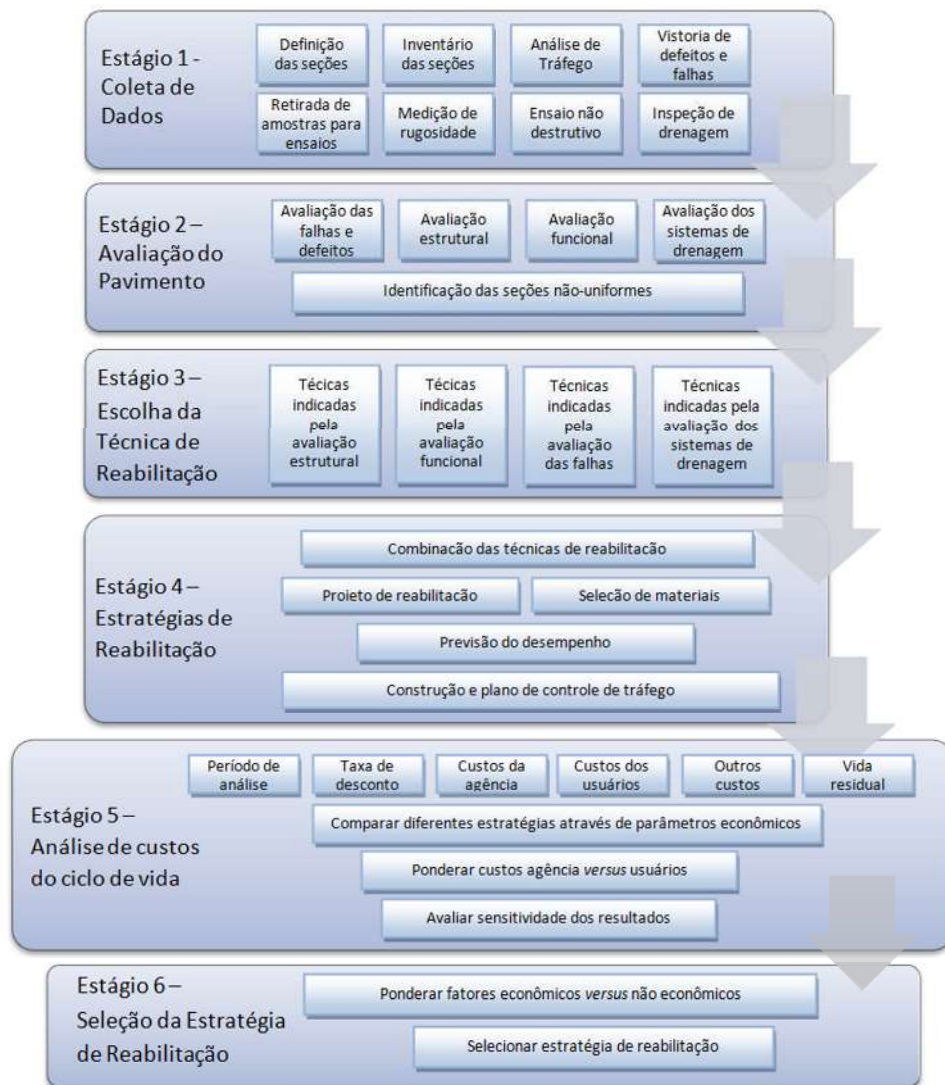 Estágio 1 -
Coleta de
Dados
Definição
das seções
Inventário
das seções
Análise de
Tráfego
Vistoria de
defeitos e
falhas
Retirada de
amostras para
ensaios
Medição de
rugosidade
Ensaio não
destrutivo
Inspeção de
drenagem
Estágio 2 –
Avaliação do
Pavimento
Avaliação das
falhas e
defeitos
Avaliação
estrutural
Avaliação
funcional
Avaliação dos
sistemas de
drenagem
Identificação das seções não-uniformes
Estágio 3 –
Escolha da
Técnica de
Reabilitação
Técicas
indicadas
pela
avaliação
estrutural
Técicas
indicadas
pela
avaliação
funcional
Técnicas
indicadas
pela
avaliação
das falhas
Técnicas
indicadas pela
avaliação dos
sistemas de
drenagem
Estágio 4 –
Estratégias de
Reabilitação
Combinacão das técnicas de reabilitacão
Projeto de reabilitacão
Selecão de materiais
Previsão do desempenho
Construção e plano de controle de tráfego
Estágio 5 –
Análise de custos
do ciclo de vida
Período de
análise
Taxa de
desconto
Custos da
agência
Custos dos
usuários
Outros
custos
Vida
residual
Comparar diferentes estratégias através de parâmetros econômicos
Ponderar custos agência versus usuários
Avaliar sensitividade dos resultados
Estágio 6 –
Seleção da Estratégia
de Reabilitação
Ponderar fatores econômicos versus não econômicos
Selecionar estratégia de reabilitação